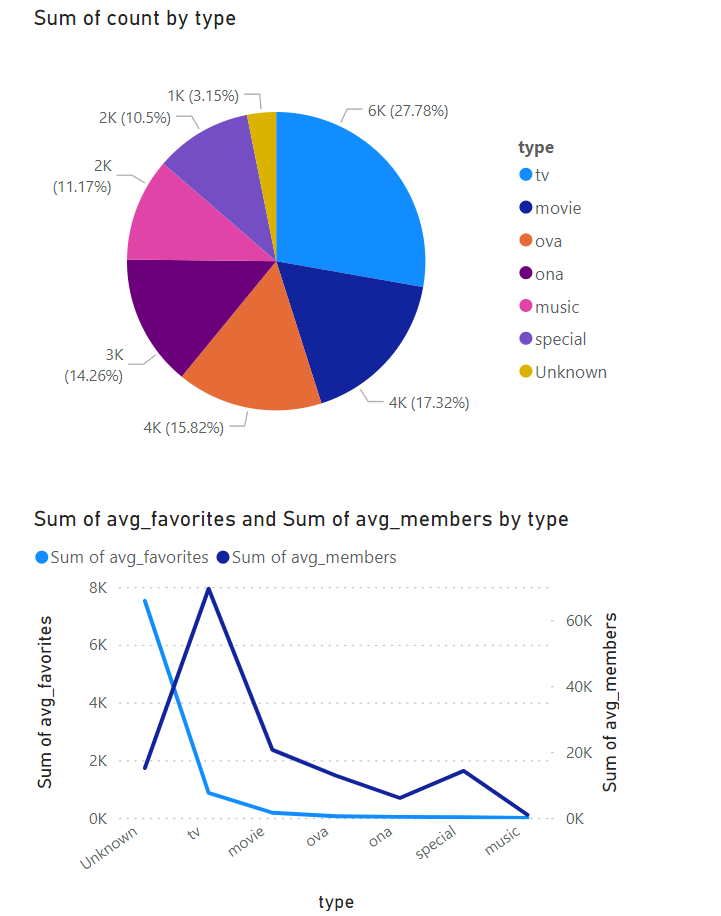 Sum of count by type
1K (3.15%)
2K (10.5%)
6K (27.78%)
2K
(11.17%)
3K
(14.26%)
4K (15.82%)
4K (17.32%)
type
tv
movie
ova
ona
music
special
Unknown
Sum of avg_favorites and Sum of avg_members by type
Sum of avg_favorites Sum of avg_members
8K
6K
4K
2K
0K
Sum of avg_favorites
60K
40K
20K
0K
Sum of avg_members
Unknown tv movie ova ona special music
type